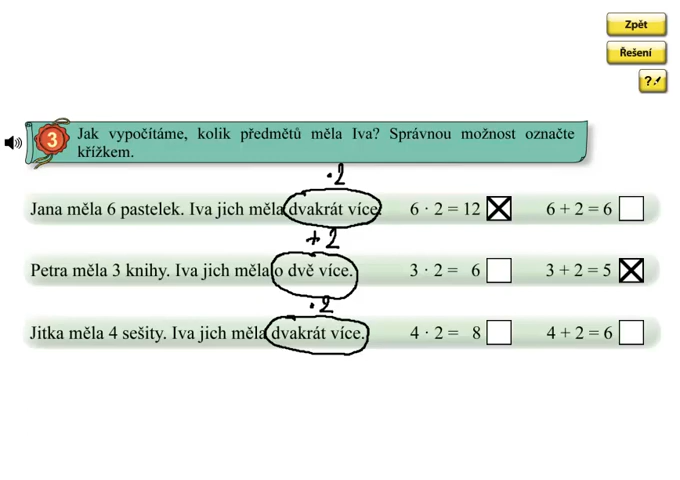 Zpět
Řešení
?
3 Jak vypočítáme, kolik předmětů měla Iva? Správnou možnost označte
křížkem.
·2
Jana měla 6 pastelek. Iva jich měla dvakrát více. 6 · 2 = 12 6 + 2 = 6
+2
Petra měla 3 knihy. Iva jich měla o dvě více. 3 · 2 = 6 3 + 2 = 5
·2
Jitka měla 4 sešity. Iva jich měla dvakrát více. 4 · 2 = 8 4 + 2 = 6